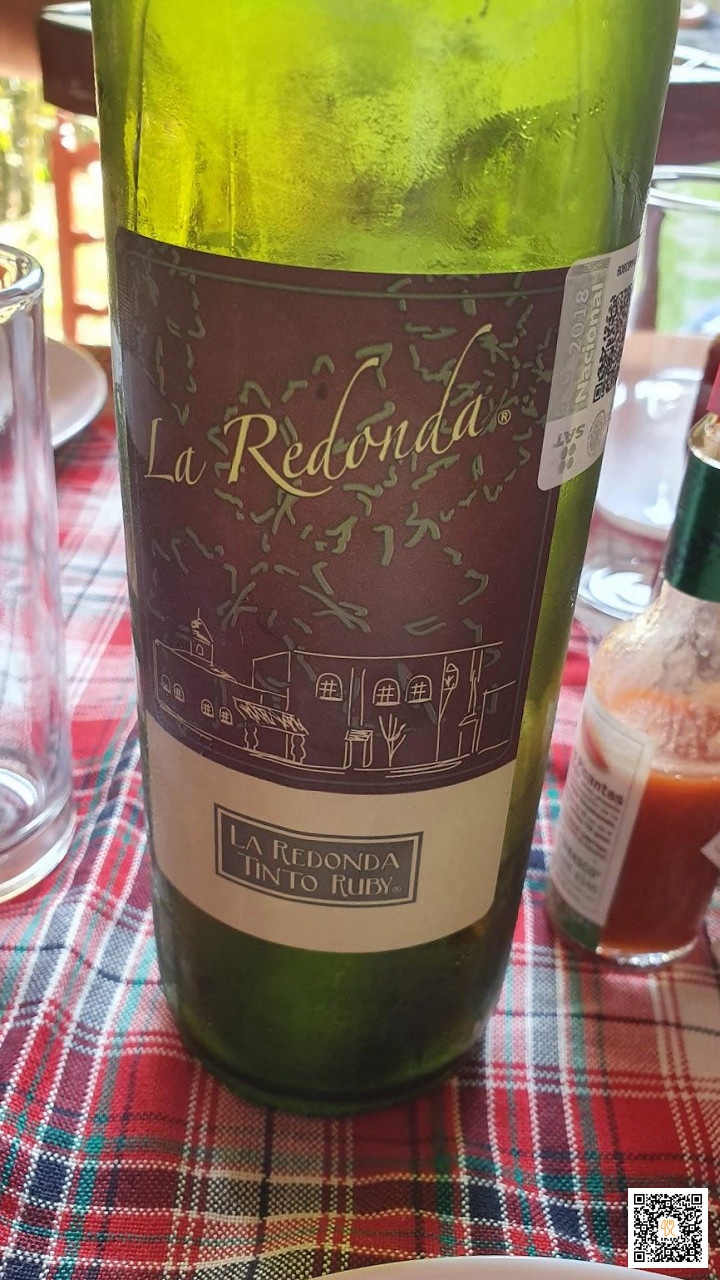 La Redonda®
2018
Nacional
SAT
LA REDONDA
TINTO RUBY